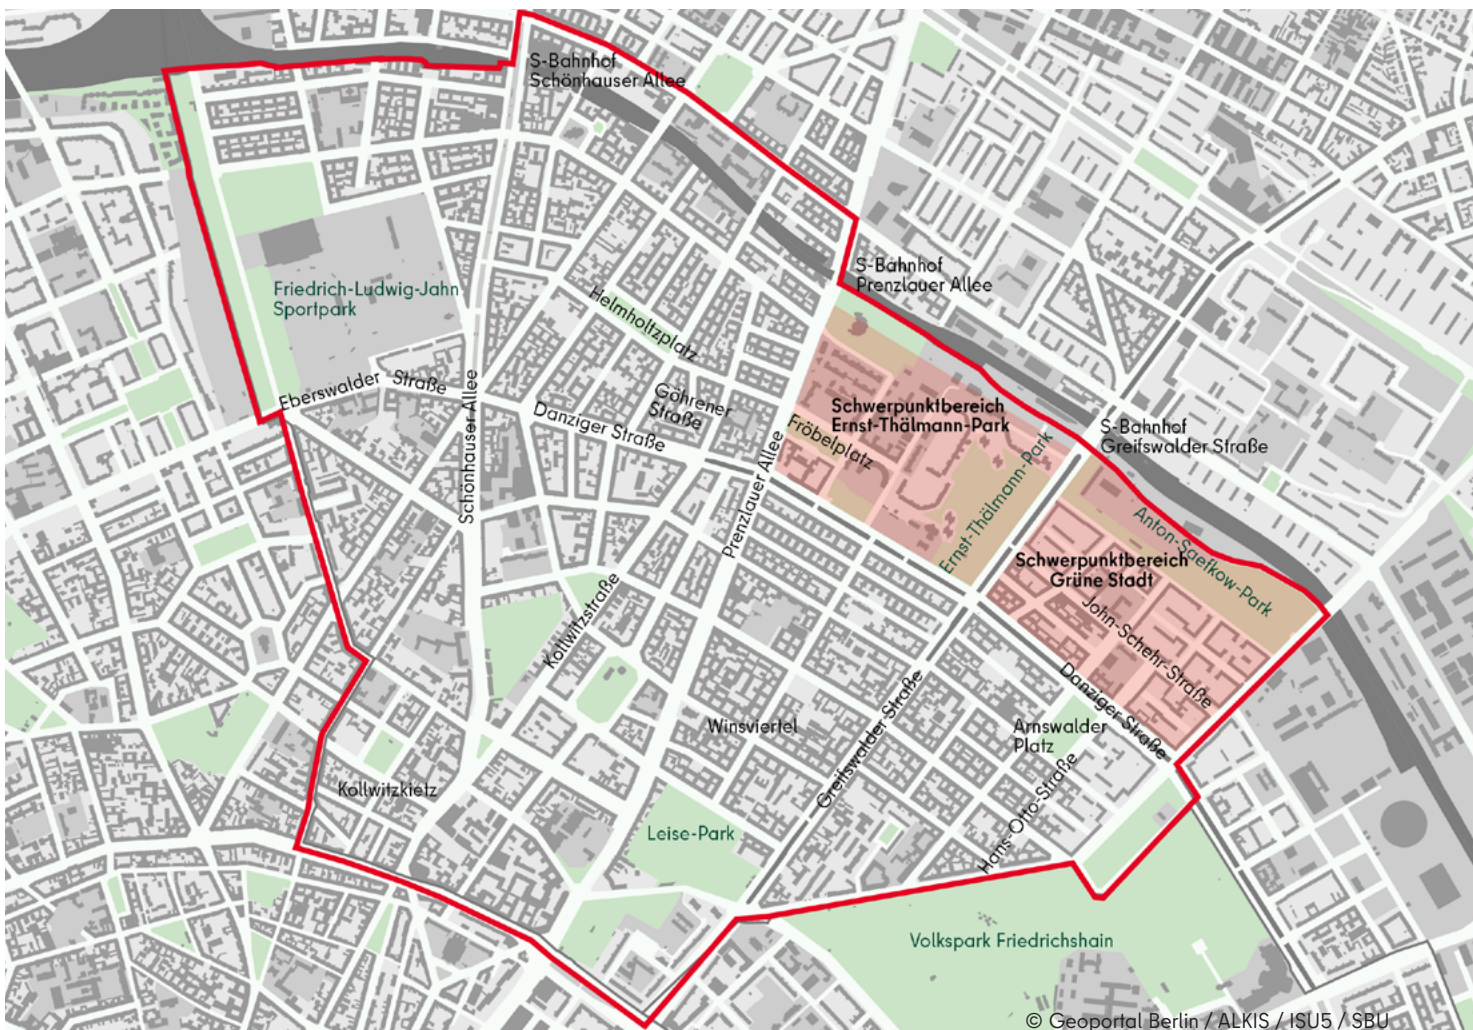 S-Bahnhof
Schönhauser Allee
S-Bahnhof
Prenzlauer Allee
Friedrich-Ludwig-Jahn
Sportpark
Helmholtzplatz
Eberswalder Straße
Schönhauser Allee
Göhrener
Straße
Danziger Straße
Schwerpunktbereich
Ernst-Thälmann-Park
Fröbelplatz
S-Bahnhof
Greifswalder Straße
Prenzlauer Allee
Ernst-Thälmann-Park
Anton-Saefkow-Park
Schwerpunktbereich
Grüne Stadt
John-Schehr-Straße
Kollwitzstraße
Danziger Straße
Winsviertel
Greifswalder Straße
Arnswalder
Platz
Kollwitzkietz
Hans-Otto-Straße
Leise-Park
Volkspark Friedrichshain
© Geoportal Berlin / ALKIS / ISU5 / SBU